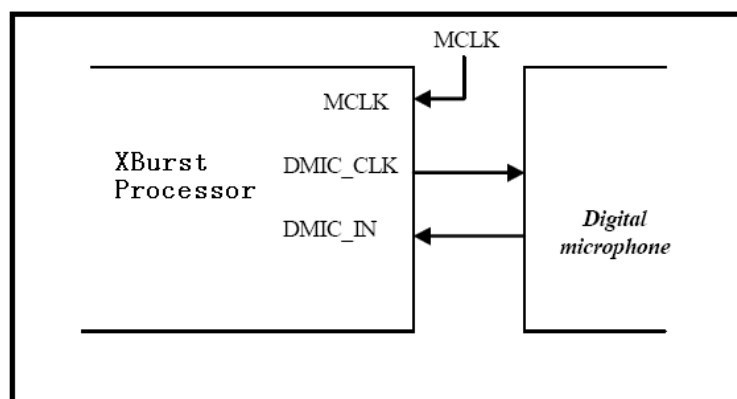 MCLK
MCLK
XBurst
Processor
DMIC_CLK
DMIC_IN
Digital
microphone